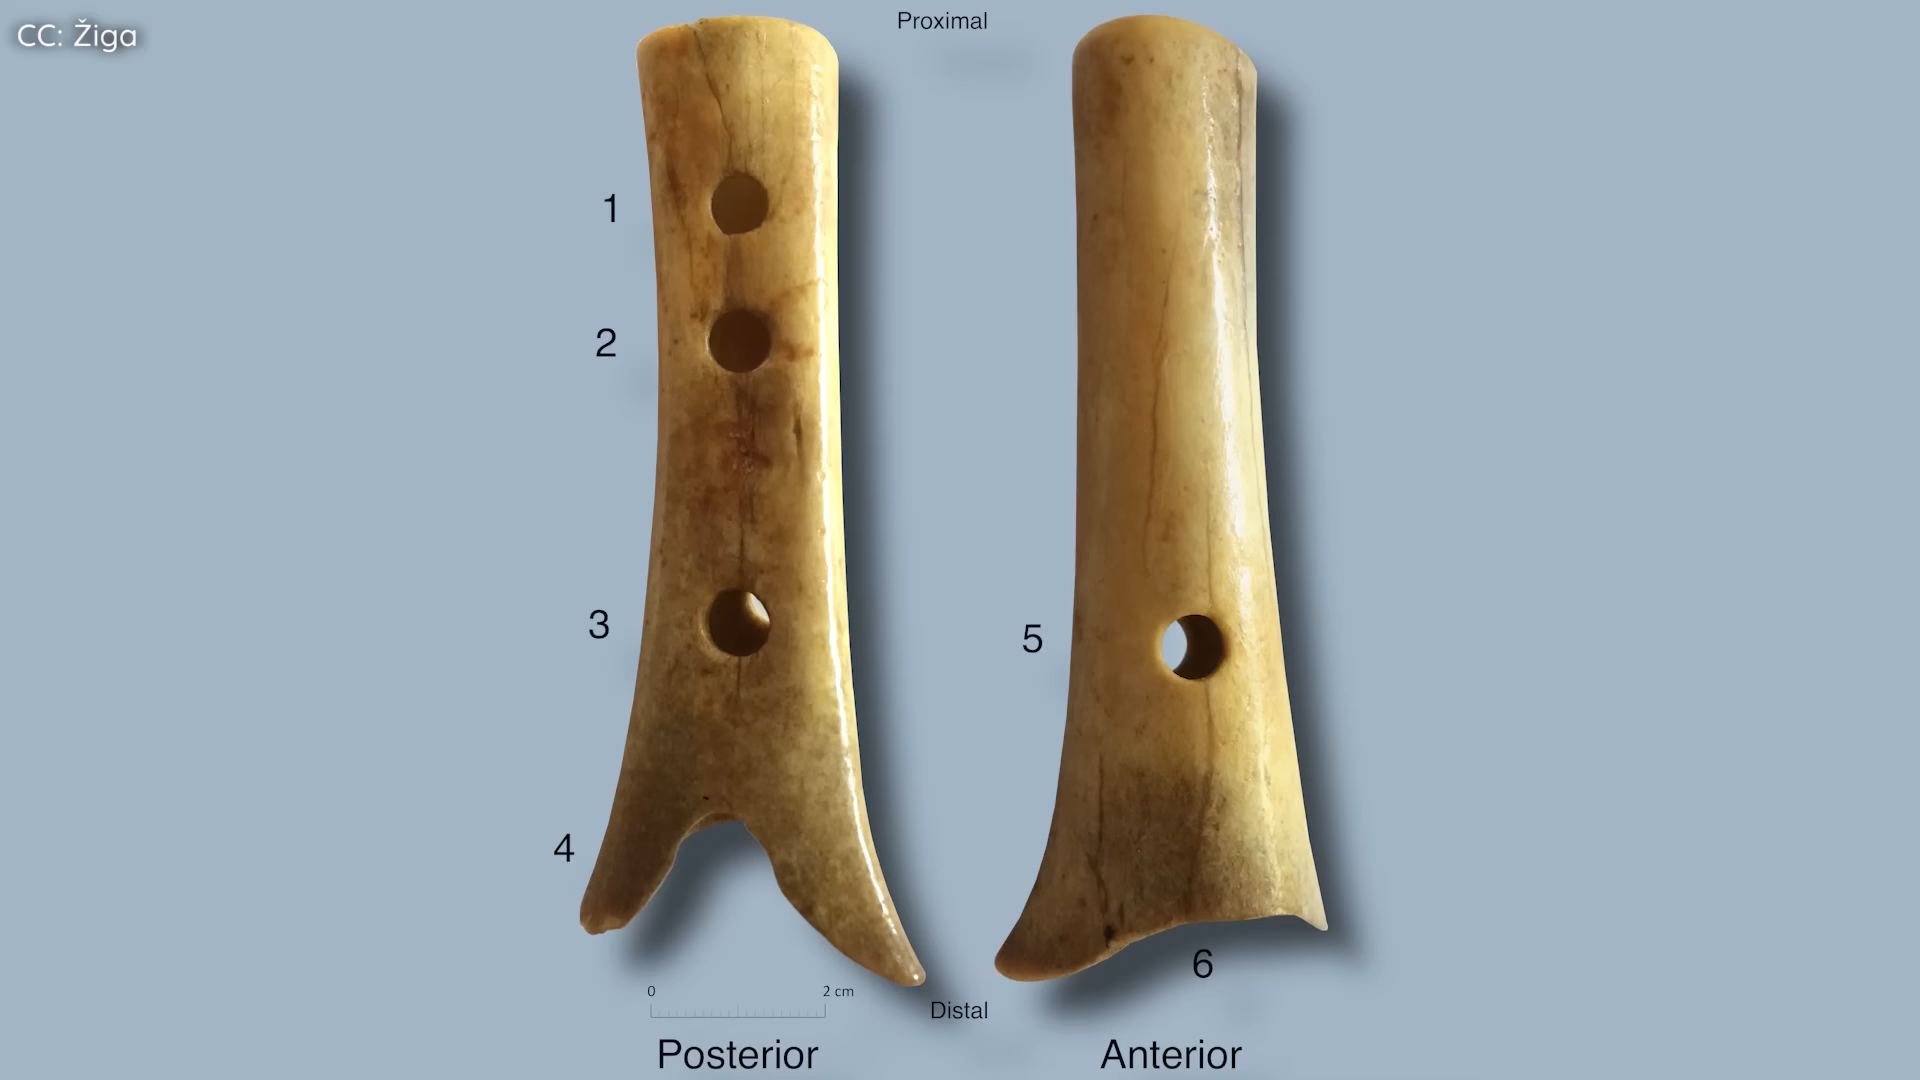 CC: Žiga
Proximal
1
2
3
4
5
6
0 2 cm
Distal
Posterior
Anterior